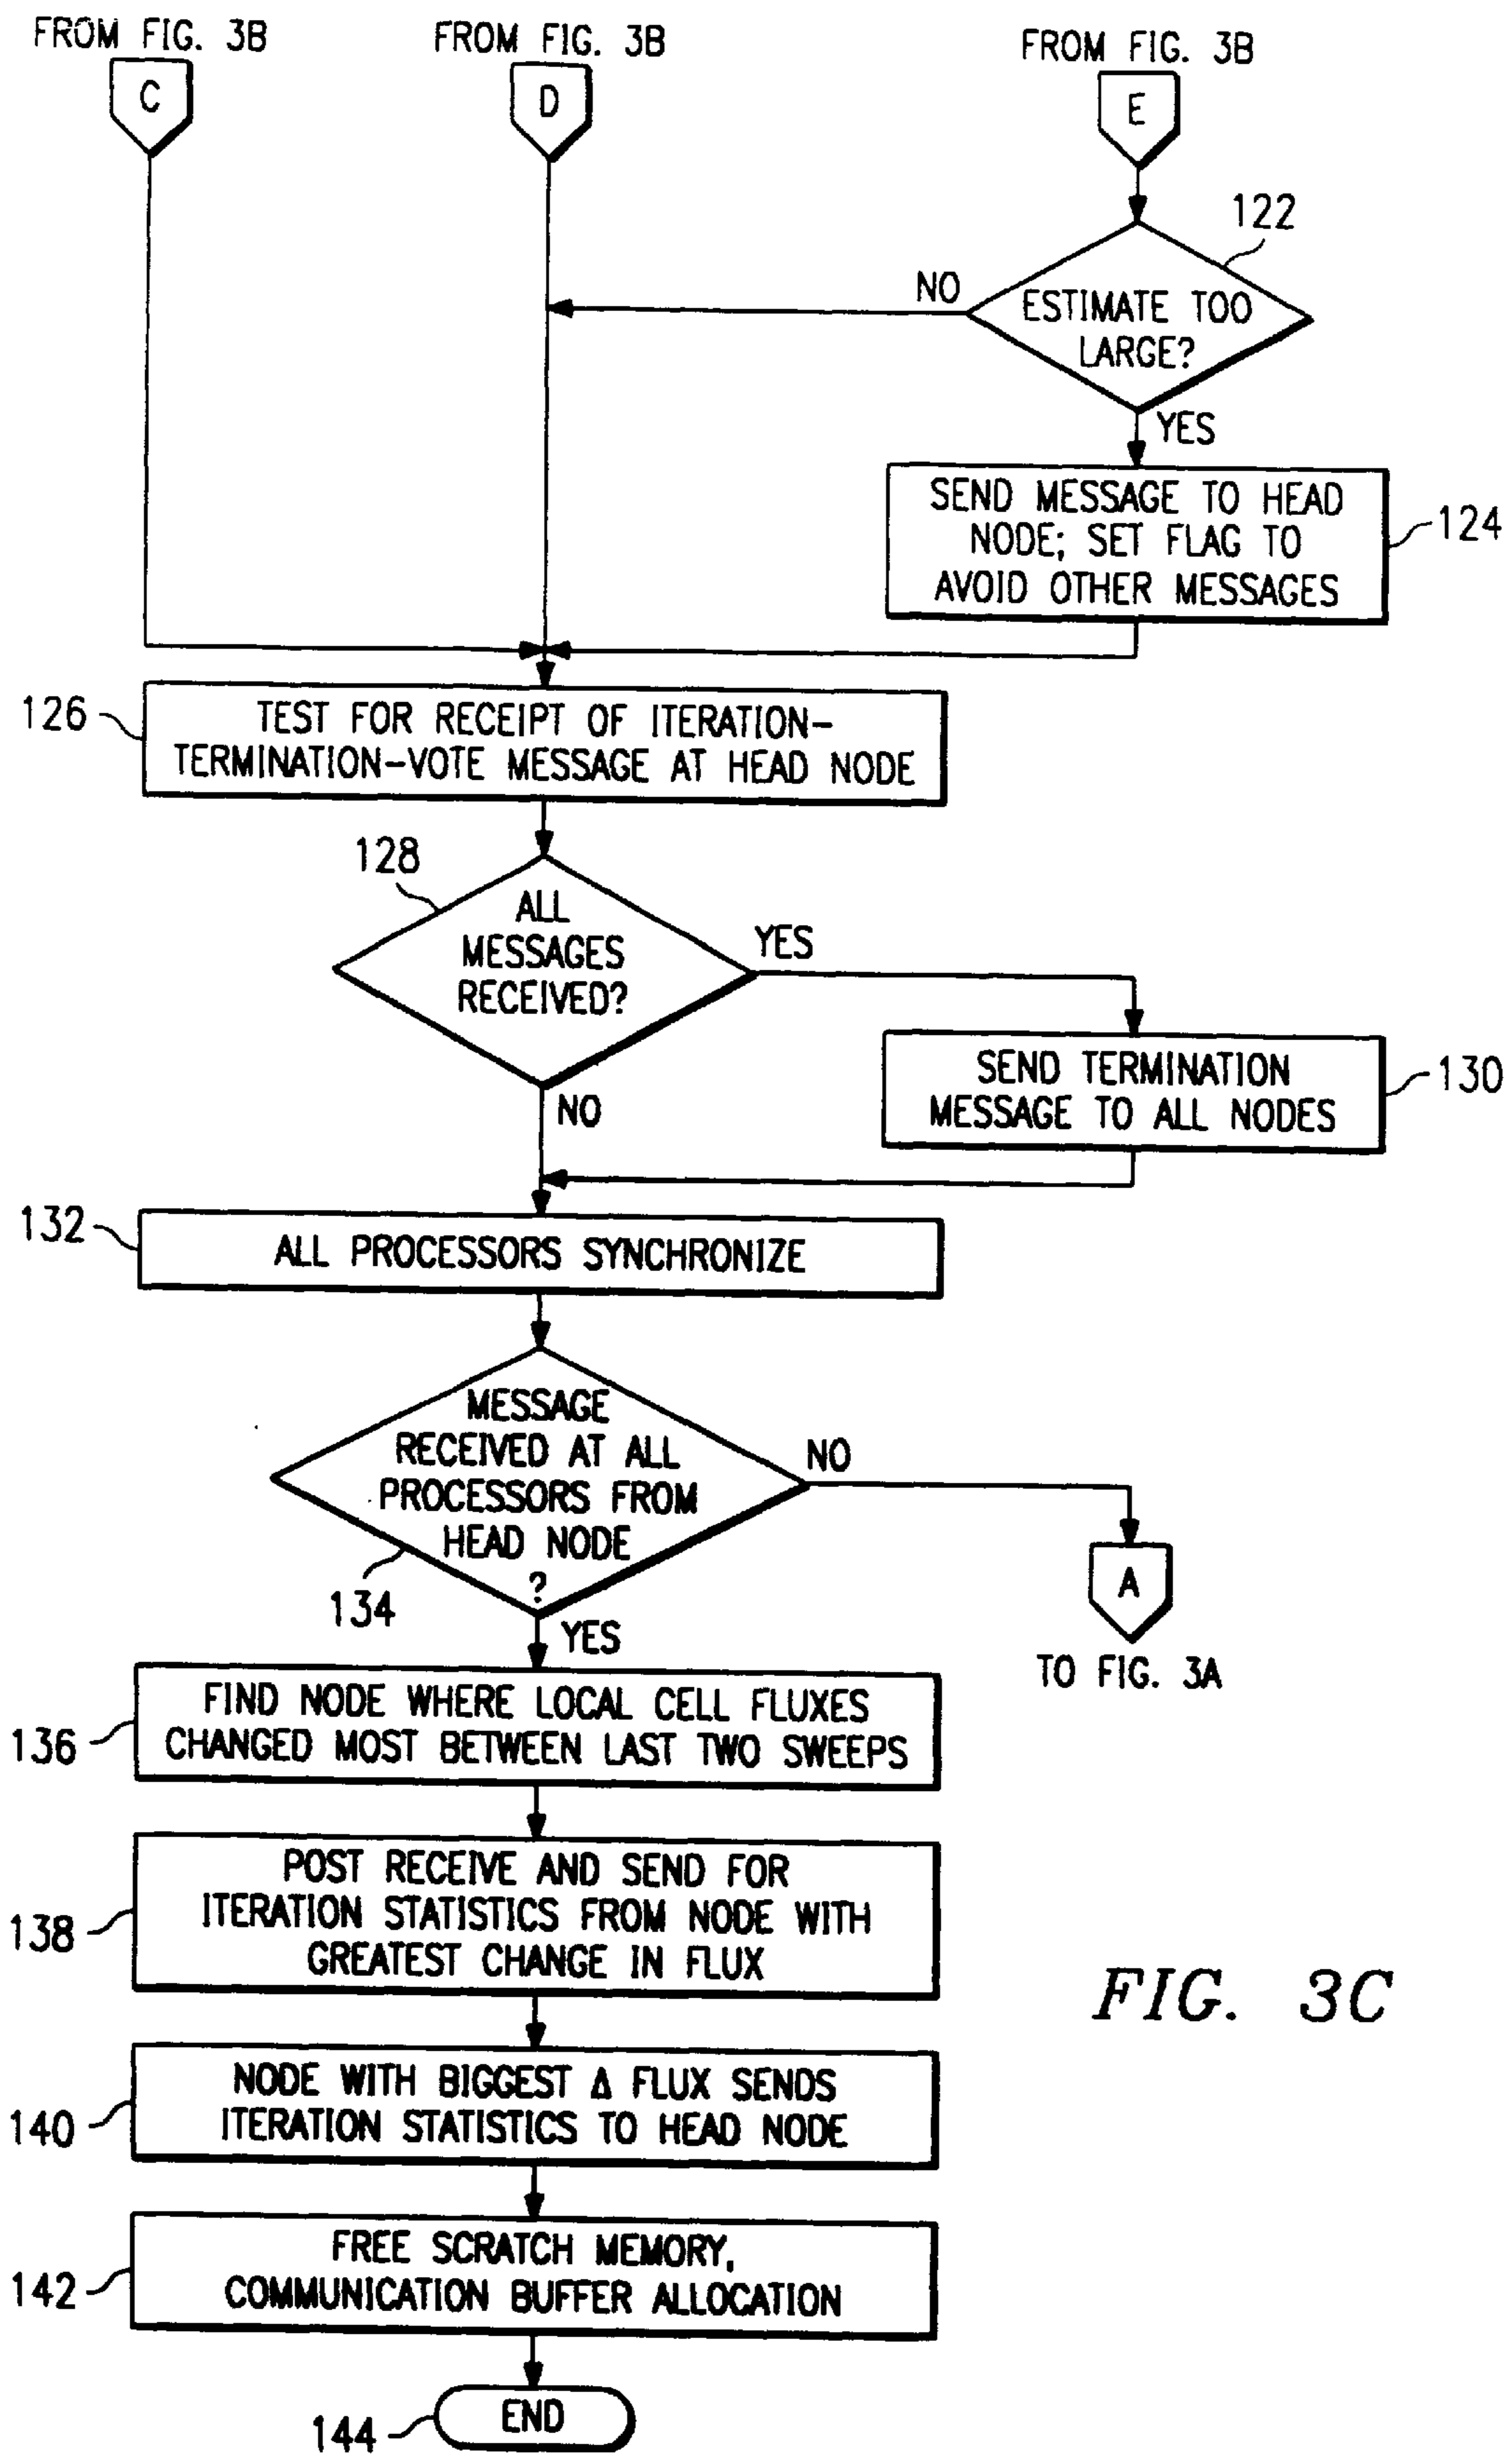 FROM FIG. 3B
FROM FIG. 3B
FROM FIG. 3B
C
D
E
122
NO
ESTIMATE TOO
LARGE?
YES
SEND MESSAGE TO HEAD
NODE; SET FLAG TO
AVOID OTHER MESSAGES
124
126
TEST FOR RECEIPT OF ITERATION-
TERMINATION-VOTE MESSAGE AT HEAD NODE
128
ALL
MESSAGES
RECEIVED?
YES
NO
SEND TERMINATION
MESSAGE TO ALL NODES
130
132
ALL PROCESSORS SYNCHRONIZE
MESSAGE
RECEIVED AT ALL
PROCESSORS FROM
HEAD NODE
?
134
NO
A
TO FIG. 3A
YES
136
FIND NODE WHERE LOCAL CELL FLUXES
CHANGED MOST BETWEEN LAST TWO SWEEPS
138
POST RECEIVE AND SEND FOR
ITERATION STATISTICS FROM NODE WITH
GREATEST CHANGE IN FLUX
FIG. 3C
140
NODE WITH BIGGEST Δ FLUX SENDS
ITERATION STATISTICS TO HEAD NODE
142
FREE SCRATCH MEMORY,
COMMUNICATION BUFFER ALLOCATION
144
END